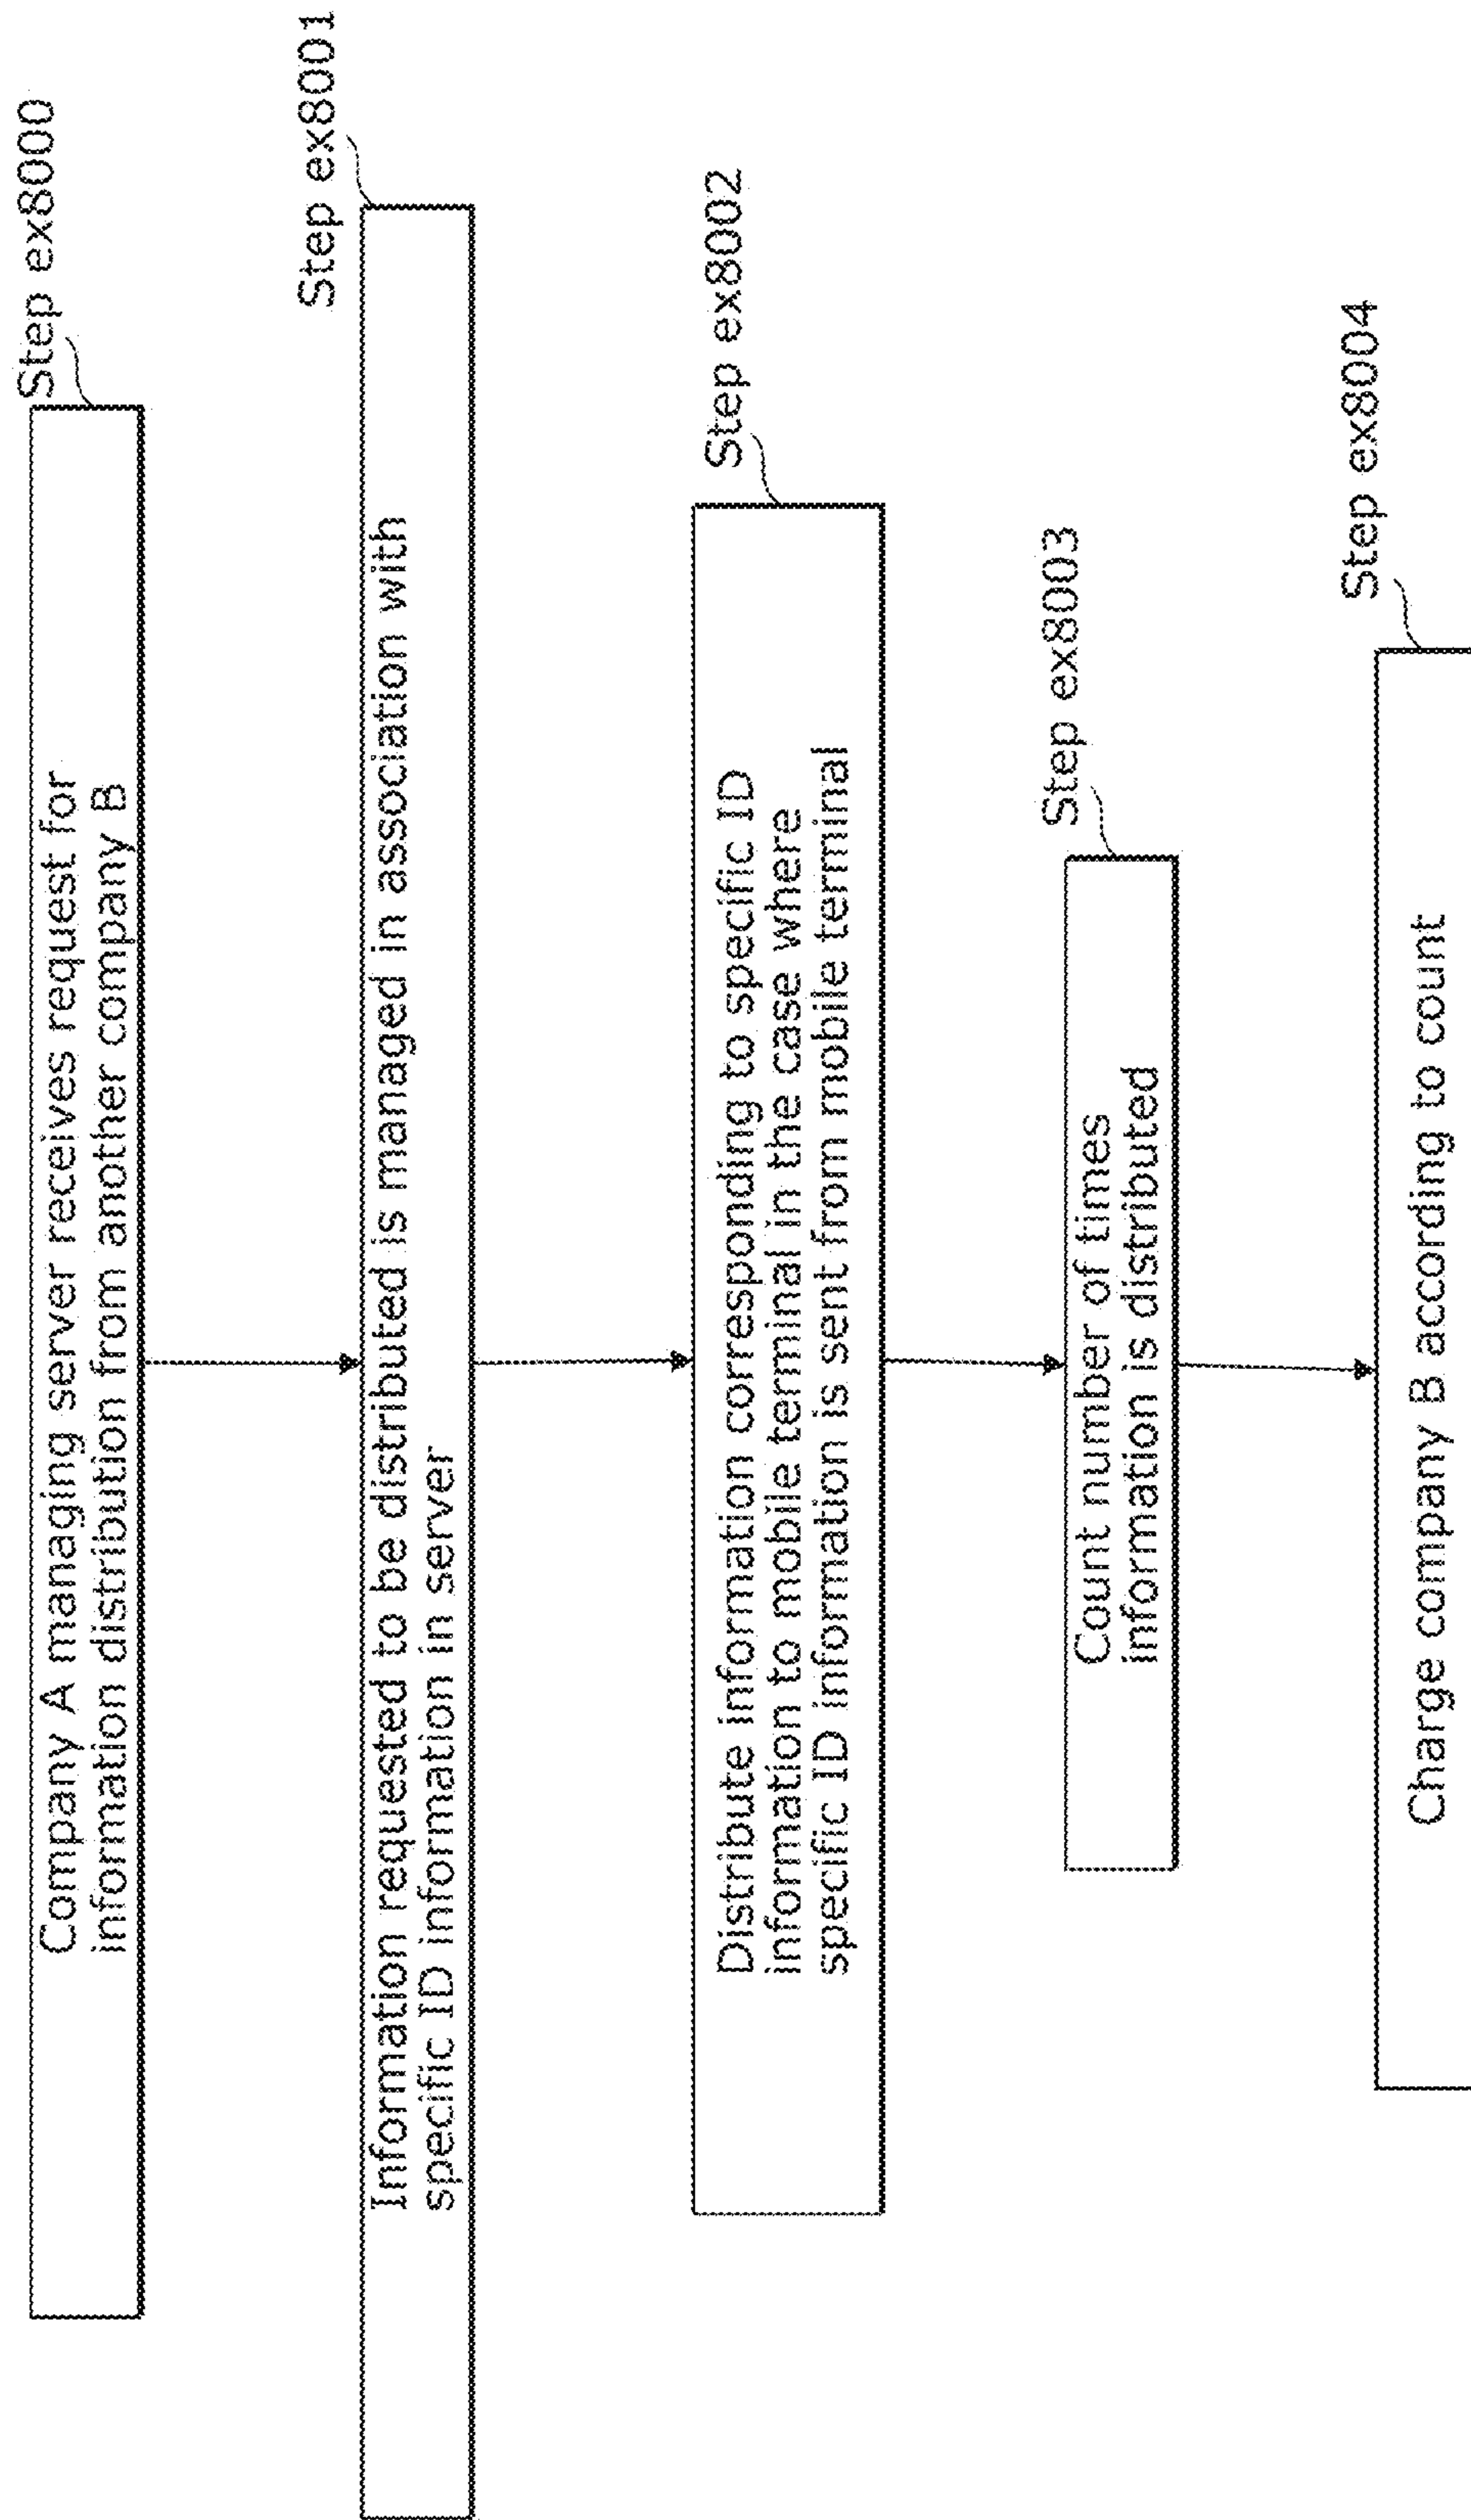 Step ex8000
Company A managing server receives request for
information distribution from another company B
Step ex8001
Information requested to be distributed is managed in association with
specific ID information in server
Step ex8002
Distribute information corresponding to specific ID
information to mobile terminal in the case where
specific ID information is sent from mobile terminal
Step ex8003
Count number of times
information is distributed
Step ex8004
Charge company B according to count